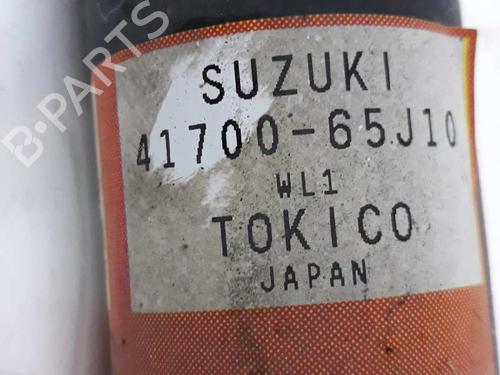 B-PARTS
SUZUKI
41700-65J10
WL1
TOKICO
JAPAN